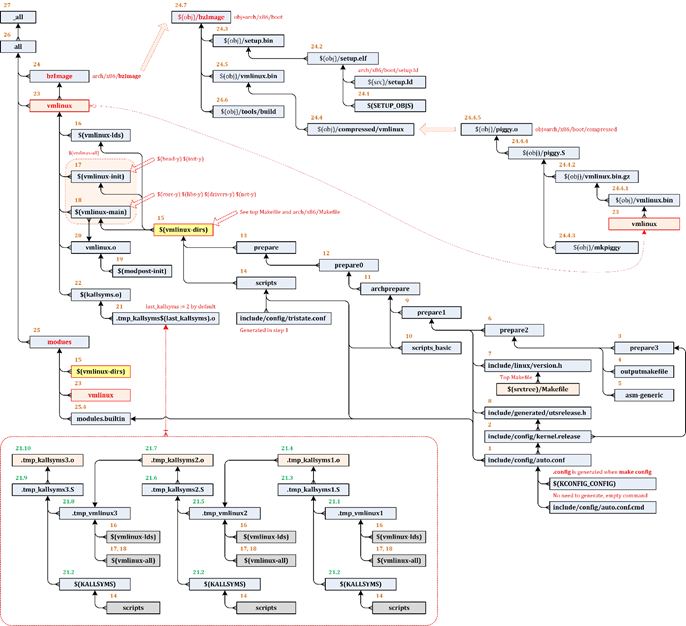 27
_all
26
all
24
bzImage
arch/x86/bzImage
23
vmlinux
16
$(vmlinux-lds)
$(vmlinux-all)
17
$(vmlinux-init)
$(head-y) $(init-y)
18
$(vmlinux-main)
$(core-y) $(libs-y) $(drivers-y) $(net-y)
20
vmlinux.o
19
$(modpost-init)
22
$(kallsyms.o)
21
last_kallsyms := 2 by default
.tmp_kallsyms$(last_kallsyms).o
25
modues
15
$(vmlinux-dirs)
23
vmlinux
25.6
modules.builtin
24.7
$(obj)/bzImage
obj=arch/x86/boot
24.3
$(obj)/setup.bin
24.2
$(obj)/setup.elf
arch/x86/boot/setup.ld
$(src)/setup.ld
24.1
$(SETUP_OBJS)
24.5
$(obj)/vmlinux.bin
24.6
$(obj)/tools/build
24.4
$(obj)/compressed/vmlinux
24.4.5
$(obj)/piggy.o
obj=arch/x86/boot/compressed
24.4.4
$(obj)/piggy.S
24.4.2
$(obj)/vmlinux.bin.gz
24.4.1
$(obj)/vmlinux.bin
23
vmlinux
24.4.3
$(obj)/mkpiggy
15
$(vmlinux-dirs)
See top Makefile and arch/x86/Makefile
13
prepare
14
scripts
include/config/tristate.conf
Generated in step 1
12
prepare0
11
archprepare
9
prepare1
10
scripts_basic
6
prepare2
3
prepare3
4
outputmakefile
5
asm-generic
7
include/linux/version.h
Top Makefile
$(srctree)/Makefile
8
include/generated/utsrelease.h
2
include/config/kernel.release
1
include/config/auto.conf
.config is generated when make config
$(KCONFIG_CONFIG)
No need to generate, empty command
include/config/auto.conf.cmd
21.10
.tmp_kallsyms3.o
21.9
.tmp_kallsyms3.S
21.8
.tmp_vmlinux3
16
$(vmlinux-lds)
17, 18
$(vmlinux-all)
21.2
$(KALLSYMS)
14
scripts
21.7
.tmp_kallsyms2.o
21.6
.tmp_kallsyms2.S
21.5
.tmp_vmlinux2
16
$(vmlinux-lds)
17, 18
$(vmlinux-all)
21.2
$(KALLSYMS)
14
scripts
21.4
.tmp_kallsyms1.o
21.3
.tmp_kallsyms1.S
21.1
.tmp_vmlinux1
16
$(vmlinux-lds)
17, 18
$(vmlinux-all)
21.2
$(KALLSYMS)
14
scripts